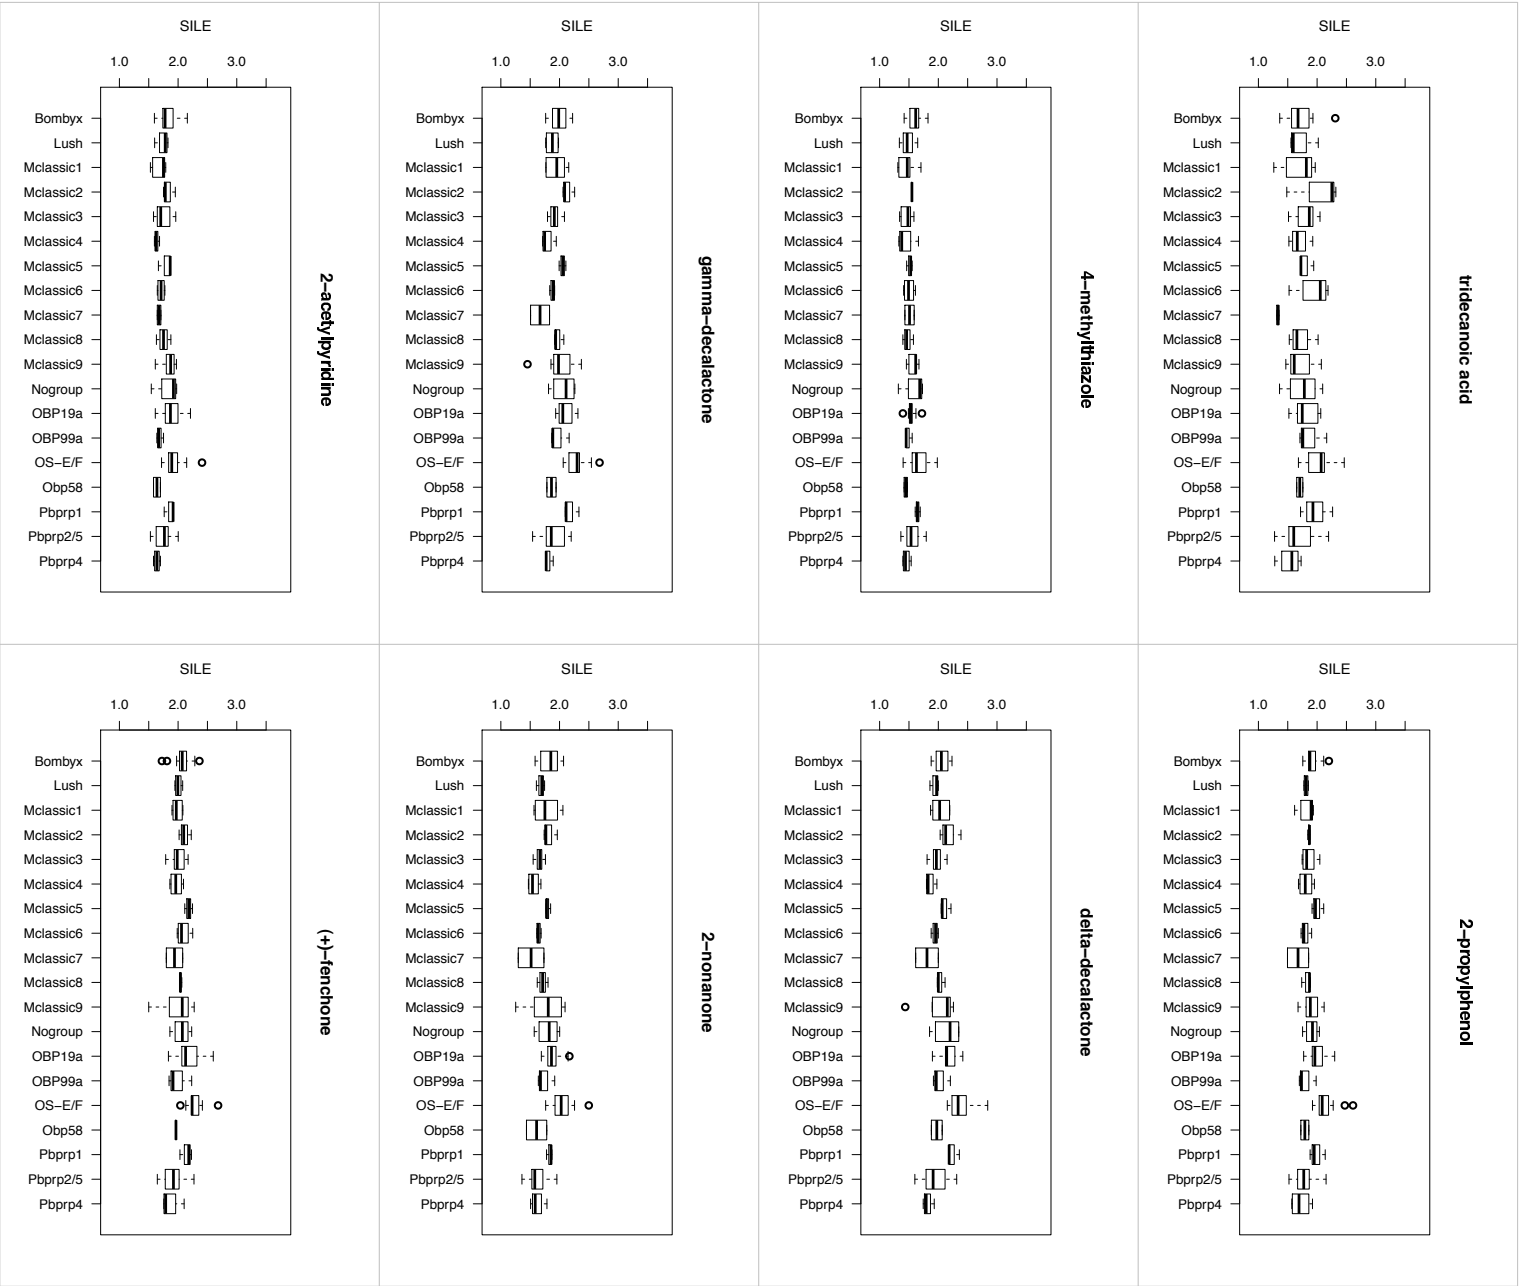 SILE
1.0 2.0 3.0
Bombyx
Lush
Mclassic1
Mclassic2
Mclassic3
Mclassic4
Mclassic5
Mclassic6
Mclassic7
Mclassic8
Mclassic9
Nogroup
OBP19a
OBP99a
OS−E/F
Obp58
Pbprp1
Pbprp2/5
Pbprp4
2−acetylpyridine
SILE
1.0 2.0 3.0
Bombyx
Lush
Mclassic1
Mclassic2
Mclassic3
Mclassic4
Mclassic5
Mclassic6
Mclassic7
Mclassic8
Mclassic9
Nogroup
OBP19a
OBP99a
OS−E/F
Obp58
Pbprp1
Pbprp2/5
Pbprp4
gamma−decalactone
SILE
1.0 2.0 3.0
Bombyx
Lush
Mclassic1
Mclassic2
Mclassic3
Mclassic4
Mclassic5
Mclassic6
Mclassic7
Mclassic8
Mclassic9
Nogroup
OBP19a
OBP99a
OS−E/F
Obp58
Pbprp1
Pbprp2/5
Pbprp4
4−methylthiazole
SILE
1.0 2.0 3.0
Bombyx
Lush
Mclassic1
Mclassic2
Mclassic3
Mclassic4
Mclassic5
Mclassic6
Mclassic7
Mclassic8
Mclassic9
Nogroup
OBP19a
OBP99a
OS−E/F
Obp58
Pbprp1
Pbprp2/5
Pbprp4
tridecanoic acid
SILE
1.0 2.0 3.0
Bombyx
Lush
Mclassic1
Mclassic2
Mclassic3
Mclassic4
Mclassic5
Mclassic6
Mclassic7
Mclassic8
Mclassic9
Nogroup
OBP19a
OBP99a
OS−E/F
Obp58
Pbprp1
Pbprp2/5
Pbprp4
(+)−fenchone
SILE
1.0 2.0 3.0
Bombyx
Lush
Mclassic1
Mclassic2
Mclassic3
Mclassic4
Mclassic5
Mclassic6
Mclassic7
Mclassic8
Mclassic9
Nogroup
OBP19a
OBP99a
OS−E/F
Obp58
Pbprp1
Pbprp2/5
Pbprp4
2−nonanone
SILE
1.0 2.0 3.0
Bombyx
Lush
Mclassic1
Mclassic2
Mclassic3
Mclassic4
Mclassic5
Mclassic6
Mclassic7
Mclassic8
Mclassic9
Nogroup
OBP19a
OBP99a
OS−E/F
Obp58
Pbprp1
Pbprp2/5
Pbprp4
delta−decalactone
SILE
1.0 2.0 3.0
Bombyx
Lush
Mclassic1
Mclassic2
Mclassic3
Mclassic4
Mclassic5
Mclassic6
Mclassic7
Mclassic8
Mclassic9
Nogroup
OBP19a
OBP99a
OS−E/F
Obp58
Pbprp1
Pbprp2/5
Pbprp4
2−propylphenol